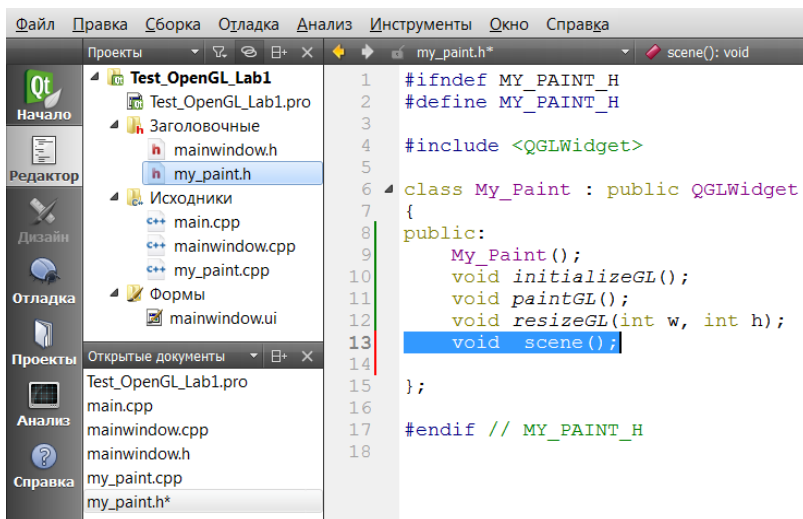 Файл Правка Сборка Отладка Анализ Инструменты Окно Справка
Проекты my_paint.h* scene(): void
Qt
Начало
Редактор
Дизайн
Отладка
Проекты
Анализ
Справка
Test_OpenGL_Lab1
Test_OpenGL_Lab1.pro
Заголовочные
h mainwindow.h
h my_paint.h
Исходники
c++ main.cpp
c++ mainwindow.cpp
c++ my_paint.cpp
Формы
mainwindow.ui
Открытые документы
Test_OpenGL_Lab1.pro
main.cpp
mainwindow.cpp
mainwindow.h
my_paint.cpp
my_paint.h*
1 #ifndef MY_PAINT_H
2 #define MY_PAINT_H
3
4 #include <QGLWidget>
5
6 class My_Paint : public QGLWidget
7 {
8 public:
9 My_Paint();
10 void initializeGL();
11 void paintGL();
12 void resizeGL(int w, int h);
13 void  scene();
14
15 };
16
17 #endif // MY_PAINT_H
18